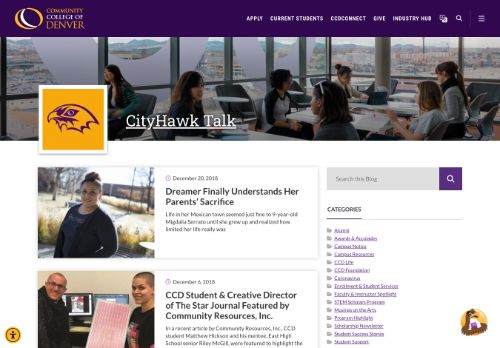 COMMUNITY
COLLEGE OF
DENVER
APPLY CURRENT STUDENTS CCDCONNECT GIVE INDUSTRY HUB
CityHawk Talk
December 20, 2018
Dreamer Finally Understands Her
Parents' Sacrifice
Life in her Mexican town seemed just fine to 9-year-old
Migdalia Serrato until she grew up and realized how
limited her life really was
December 6, 2018
CCD Student & Creative Director
of The Star Journal Featured by
Community Resources, Inc.
In a recent article by Community Resources, Inc., CCD
student Matthew Hickson and his mentee, East High
School senior Riley McGill, were featured to highlight the
Search this Blog
CATEGORIES
Alumni
Awards & Accolades
Campus Notice
Campus Resources
CCD Life
CCD Foundation
Coronavirus
Enrollment & Student Services
Faculty & Instructor Spotlight
STEM Scholars Program
Musings on the Arts
Program Highlight
Scholarship Newsletter
Student Success Stories
Student Support